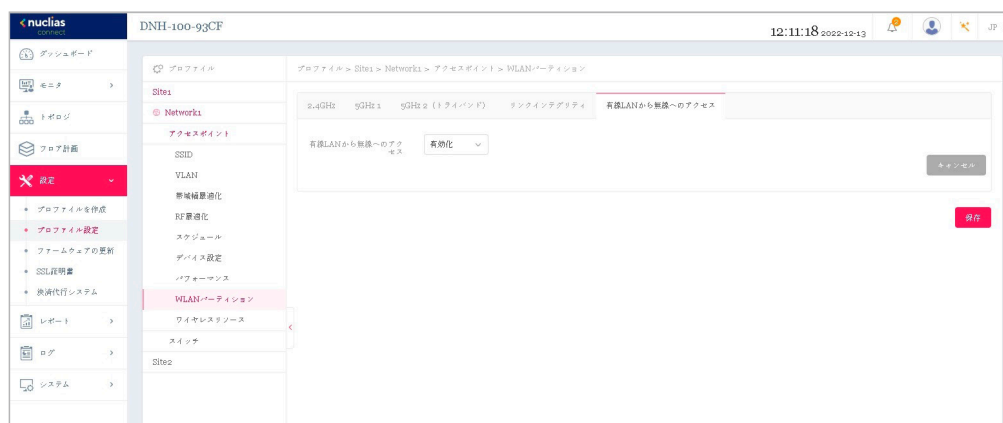 nuclias
connect
DNH-100-93CF
12:11:18 2022-12-13
2
JP
ダッシュボード
モニタ
トポロジ
フロア計画
設定
プロファイルを作成
プロファイル設定
ファームウェアの更新
SSL証明書
決済代行システム
レポート
ログ
システム
プロファイル
Site1
Network1
アクセスポイント
SSID
VLAN
帯域幅最適化
RF最適化
スケジュール
デバイス設定
パフォーマンス
WLANパーティション
ワイヤレスリソース
スイッチ
Site2
プロファイル > Site1 > Network1 > アクセスポイント > WLANパーティション
2.4GHz 5GHz 1 5GHz 2 (トライバンド) リンクインテグリティ 有線LANから無線へのアクセス
有線LANから無線へのアク
セス
有効化
キャンセル
保存